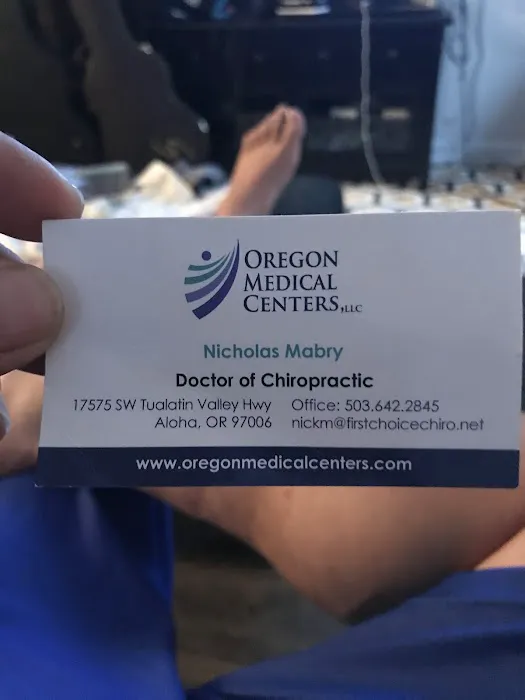 OREGON
MEDICAL
CENTERS,LLC
Nicholas Mabry
Doctor of Chiropractic
17575 SW Tualatin Valley Hwy Office: 503.642.2845
Aloha, OR 97006 nickm@firstchoicechiro.net
www.oregonmedicalcenters.com